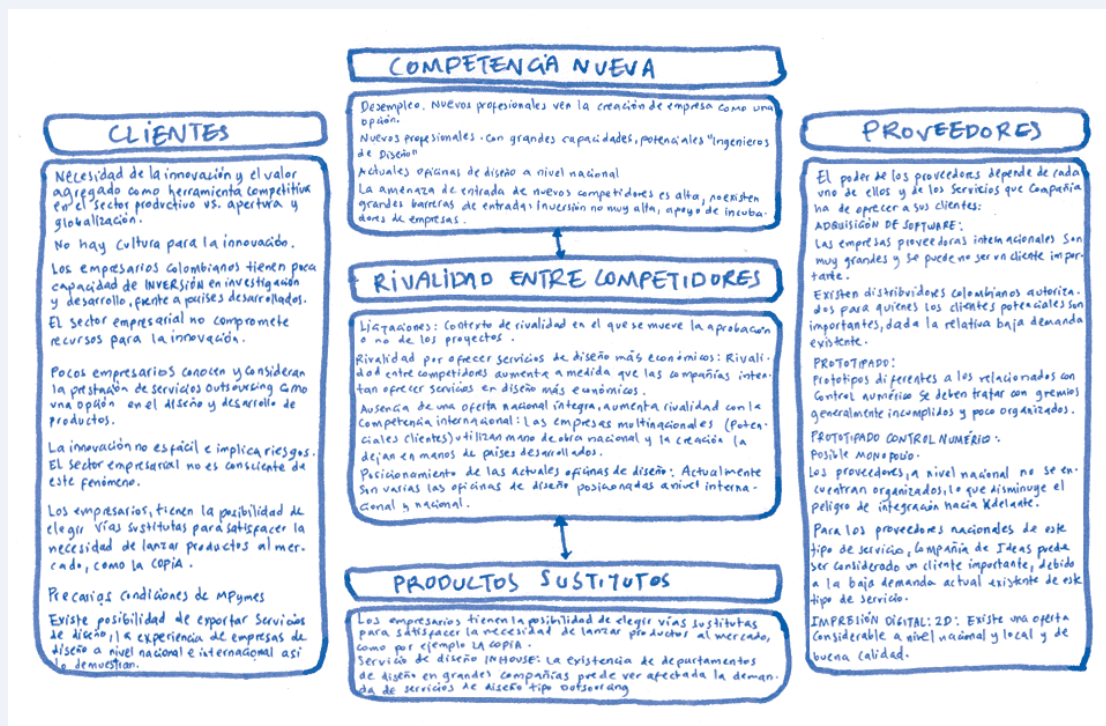 COMPETENCIA NUEVA
Desempleo. Nuevos profesionales ven la creación de empresa como una
opción.
Nuevos profesionales - con grandes capacidades, potenciales "Ingenieros
de Diseño"
Actuales oficinas de diseño a nivel nacional
La amenaza de entrada de nuevos competidores es alta, no existen
grandes barreras de entrada: Inversión no muy alta, apoyo de incuba-
dores de empresas.
CLIENTES
Necesidad de la innovación y el valor
agregado como herramienta competitiva
en el sector productivo vs. apertura y
globalización.
No hay cultura para la innovación.
Los empresarios colombianos tienen poca
capacidad de INVERSIÓN en investigación
y desarrollo, frente a países desarrollados.
El sector empresarial no compromete
recursos para la innovación.
Pocos empresarios conocen y consideran
la prestación de servicios Outsourcing como
una opción en el diseño y desarrollo de
productos.
La innovación no es fácil e implica riesgos.
El sector empresarial no es consciente de
este fenómeno.
Los empresarios, tienen la posibilidad de
elegir vías sustitutas para satisfacer la
necesidad de lanzar productos al mer-
cado, como la COPIA.
Precarias condiciones de MPymes
Existe posibilidad de exportar Servicios
de diseño, la experiencia de empresas de
diseño a nivel nacional e internacional así
lo demuestran.
RIVALIDAD ENTRE COMPETIDORES
Licitaciones: Contexto de rivalidad en el que se mueve la aprobación
o no de los proyectos.
Rivalidad por ofrecer servicios de diseño más económicos: Rivali-
dad entre competidores aumenta a medida que las compañías inten-
tan ofrecer servicios en diseño más económicos.
Ausencia de una oferta nacional íntegra, aumenta rivalidad con la
competencia internacional: Las empresas multinacionales (Poten-
ciales clientes) utilizan mano de obra nacional y la creación la
dejan en manos de países desarrollados.
Posicionamiento de las actuales oficinas de diseño: Actualmente
son varias las oficinas de diseño posicionadas a nivel interna-
cional y nacional.
PRODUCTOS SUSTITUTOS
Los empresarios tienen la posibilidad de elegir vías sustitutas
para satisfacer la necesidad de lanzar productos al mercado,
como por ejemplo LA COPIA.
Servicio de diseño INHOUSE: La existencia de departamentos
de diseño en grandes compañías prede ver afectada la deman-
da de servicios de diseño tipo outsourcing
PROVEEDORES
El poder de los proveedores depende de cada
uno de ellos y de los Servicios que Compañía
ha de ofrecer a sus clientes:
ADQUISICIÓN DE SOFTWARE:
Las empresas proveedoras internacionales son
muy grandes y se puede no ser un cliente impor-
tante.
Existen distribuidores colombianos autoriza-
dos para quienes los clientes potenciales son
importantes, dada la relativa baja demanda
existente.
PROTOTIPADO:
Prototipos diferentes a los relacionados con
Control numérico se deben tratar con gremios
generalmente incumplidos y poco organizados.
PROTOTIPADO CONTROL NUMÉRICO:
Posible MONOPOLIO.
Los proveedores, a nivel nacional no se en-
cuentran organizados, lo que disminuye el
peligro de integración hacia Adelante.
Para los proveedores nacionales de este
tipo de servicio, Compañía de Ideas puede
ser considerado un cliente importante, debido
a la baja demanda actual existente de este
tipo de servicio.
IMPRESIÓN DIGITAL: 2D: Existe una oferta
considerable a nivel nacional y local y de
buena calidad.